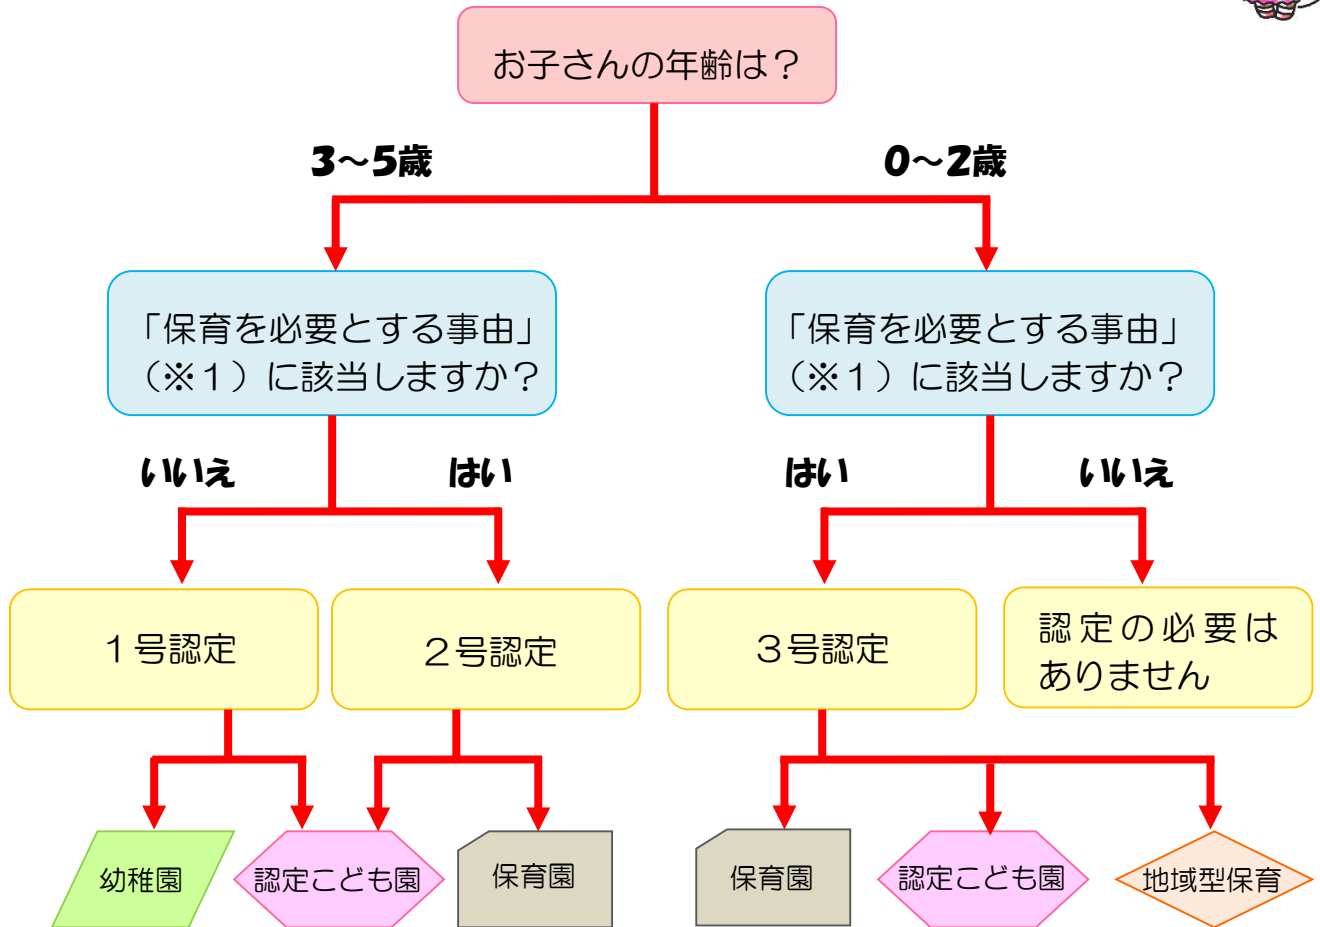 お子さんの年齢は？
3～5歳
0～2歳
「保育を必要とする事由」
（※１）に該当しますか？
「保育を必要とする事由」
（※１）に該当しますか？
いいえ
はい
はい
いいえ
１号認定
２号認定
３号認定
認定の必要は
ありません
幼稚園
認定こども園
保育園
保育園
認定こども園
地域型保育